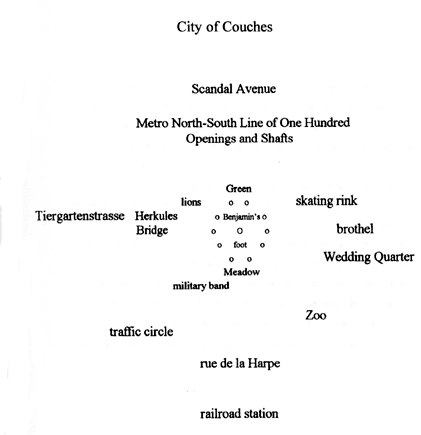 City of Couches
Scandal Avenue
Metro North-South Line of One Hundred
Openings and Shafts
Green
lions
o o
skating rink
Tiergartenstrasse
Herkules
Bridge
o Benjamin's o
o O o
brothel
o foot o
o o
Wedding Quarter
Meadow
military band
Zoo
traffic circle
rue de la Harpe
railroad station